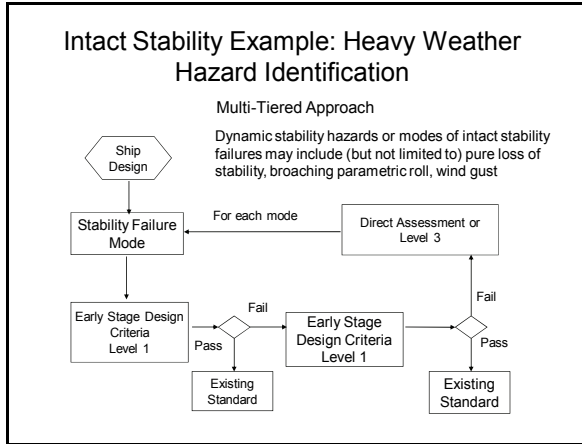 Intact Stability Example: Heavy Weather
Hazard Identification
Multi-Tiered Approach
Dynamic stability hazards or modes of intact stability
failures may include (but not limited to) pure loss of
stability, broaching parametric roll, wind gust
Ship
Design
For each mode
Stability Failure
Mode
Direct Assessment or
Level 3
Early Stage Design
Criteria
Level 1
Fail
Pass
Existing
Standard
Early Stage
Design Criteria
Level 1
Fail
Pass
Existing
Standard